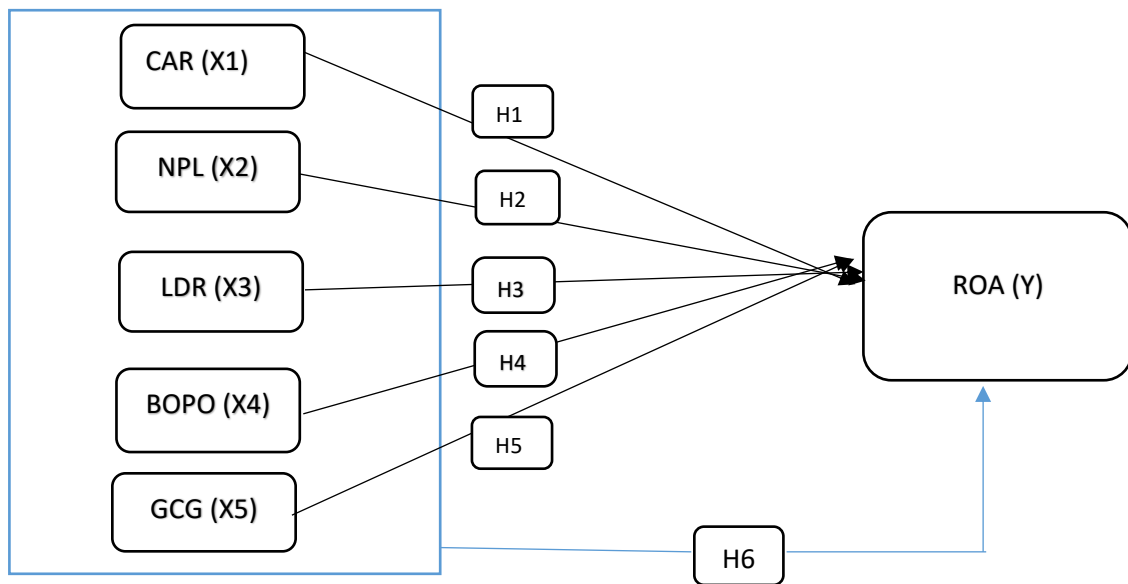 CAR (X1)
H1
NPL (X2)
H2
LDR (X3)
H3
ROA (Y)
H4
BOPO (X4)
H5
GCG (X5)
H6